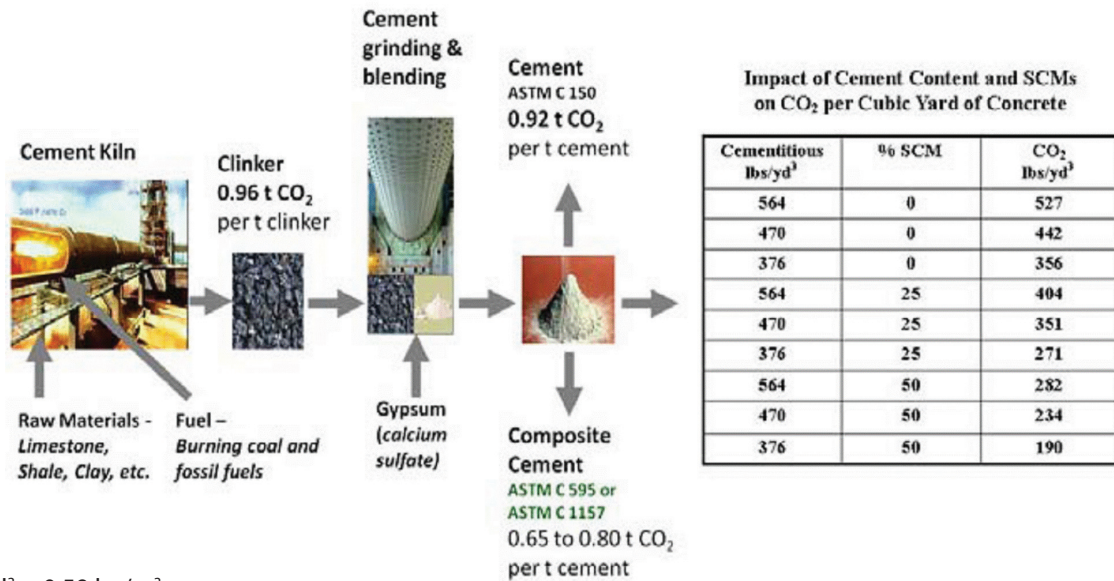 Cement Kiln
Clinker
0.96 t CO₂
per t clinker
Cement
grinding &
blending
Cement
ASTM C 150
0.92 t CO₂
per t cement
Raw Materials -
Limestone,
Shale, Clay, etc.
Fuel –
Burning coal and
fossil fuels
Gypsum
(calcium
sulfate)
Composite
Cement
ASTM C 595 or
ASTM C 1157
0.65 to 0.80 t CO₂
per t cement
Impact of Cement Content and SCMs
on CO₂ per Cubic Yard of Concrete
Cementitious lbs/yd³ % SCM CO₂ lbs/yd³
564 0 527
470 0 442
376 0 356
564 25 404
470 25 351
376 25 271
564 50 282
470 50 234
376 50 190